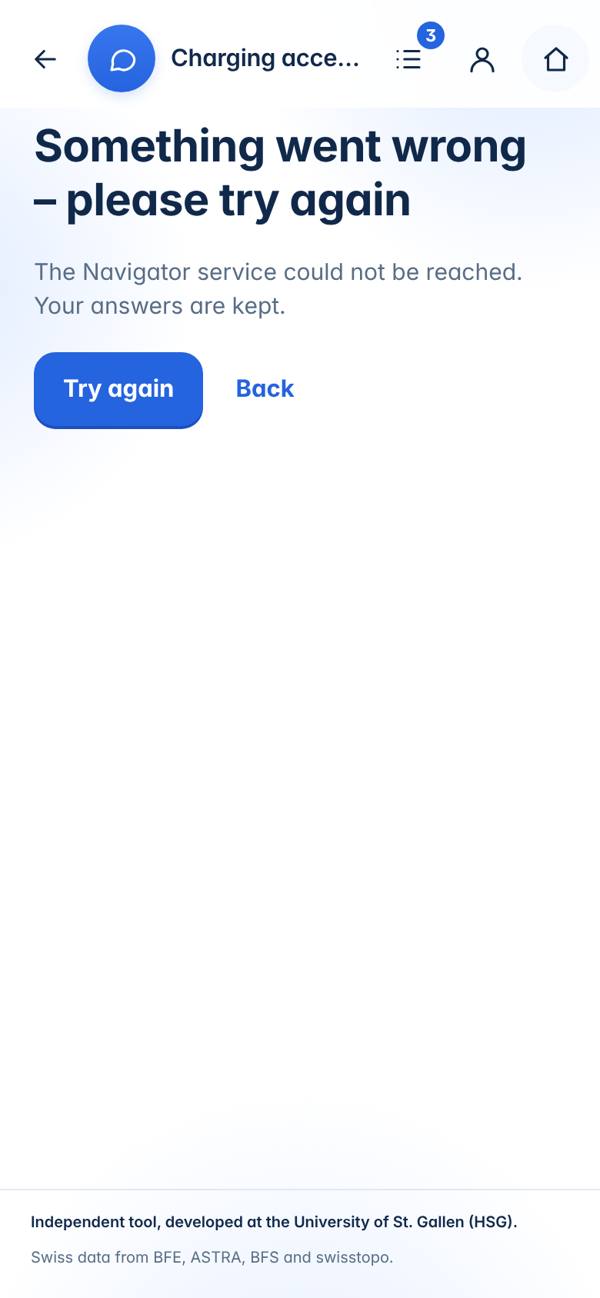 Charging acce...
3
Something went wrong
– please try again
The Navigator service could not be reached.
Your answers are kept.
Try again
Back
Independent tool, developed at the University of St. Gallen (HSG).
Swiss data from BFE, ASTRA, BFS and swisstopo.